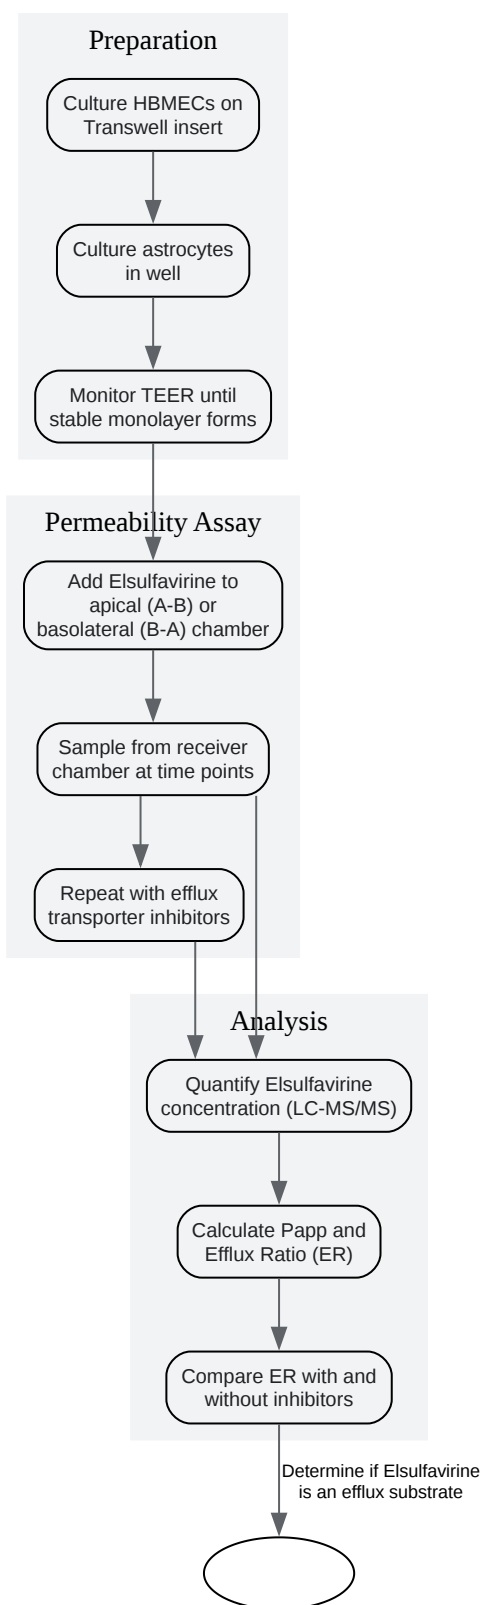 Preparation
Culture HBMECs on
Transwell insert
Culture astrocytes
in well
Monitor TEER until
stable monolayer forms
Permeability Assay
Add Elsulfavirine to
apical (A-B) or
basolateral (B-A) chamber
Sample from receiver
chamber at time points
Repeat with efflux
transporter inhibitors
Analysis
Quantify Elsulfavirine
concentration (LC-MS/MS)
Calculate Papp and
Efflux Ratio (ER)
Compare ER with and
without inhibitors
Determine if Elsulfavirine
is an efflux substrate